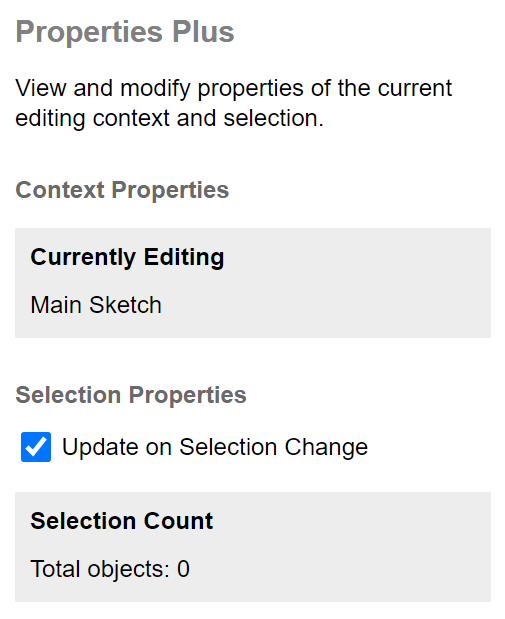 Properties Plus
View and modify properties of the current
editing context and selection.
Context Properties
Currently Editing
Main Sketch
Selection Properties
Update on Selection Change
Selection Count
Total objects: 0